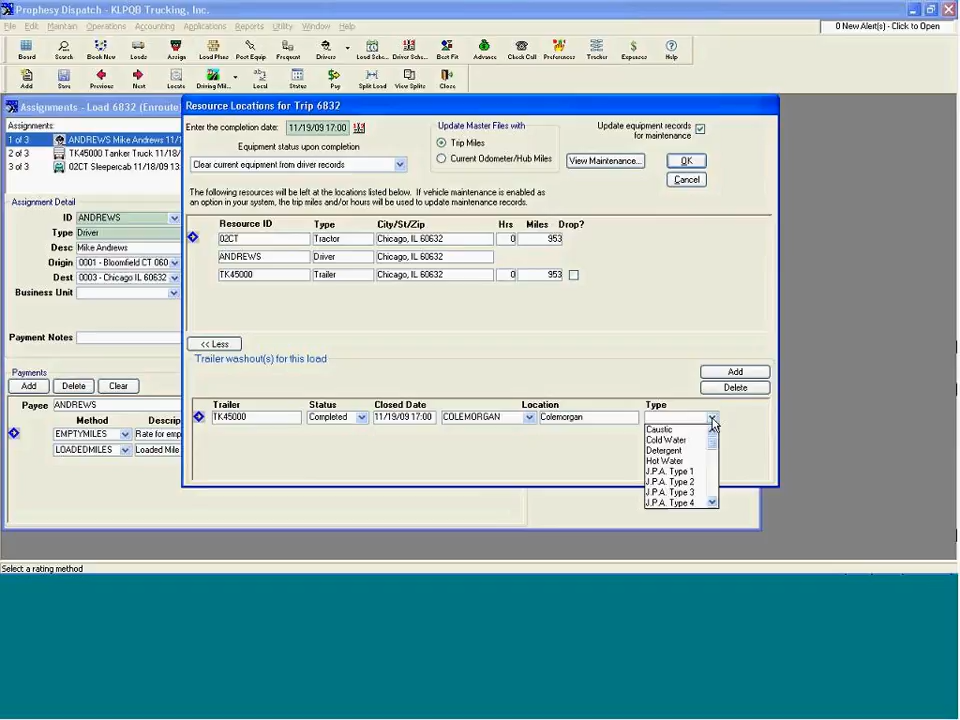 Prophesy Dispatch - KLPQB Trucking, Inc.
File Edit Maintain Operations Accounting Applications Reports Utility Window Help
0 New Alert(s) - Click to Open
Board Search Book New Loads Assign Load Plans Post Equip Frequent Drivers Load Sche... Driver Sche... Best Fit Advance Check Call Preferences Tracker Expenses Help
Add Save Previous Next Locate Driving Mil... Local Status Pay Split Load View Splits Close
Assignments - Load 6832 (Enroute)
Assignments:
1 of 3 ANDREWS Mike Andrews 11/1
2 of 3 TK45000 Tanker Truck 11/18/
3 of 3 02CT Sleepercab 11/18/09 13:
Assignment Detail
ID ANDREWS
Type Driver
Desc Mike Andrews
Origin 0001 - Bloomfield CT 060
Dest 0003 - Chicago IL 60632
Business Unit
Payment Notes
Payments
Add Delete Clear
Payee ANDREWS
Method Descrip
EMPTYMILES Rate for emp
LOADEDMILES Loaded Mile
Resource Locations for Trip 6832
Enter the completion date: 11/19/09 17:00
Equipment status upon completion
Clear current equipment from driver records
Update Master Files with
Trip Miles
Current Odometer/Hub Miles
Update equipment records
for maintenance
View Maintenance...
OK
Cancel
The following resources will be left at the locations listed below. If vehicle maintenance is enabled as
an option in your system, the trip miles and/or hours will be used to update maintenance records.
Resource ID Type City/St/Zip Hrs Miles Drop?
02CT Tractor Chicago, IL 60632 0 953
ANDREWS Driver Chicago, IL 60632
TK45000 Trailer Chicago, IL 60632 0 953
<< Less
Trailer washout(s) for this load
Add
Delete
Trailer Status Closed Date Location Type
TK45000 Completed 11/19/09 17:00 COLEMORGAN Colemorgan
Caustic
Cold Water
Detergent
Hot Water
J.P.A. Type 1
J.P.A. Type 2
J.P.A. Type 3
J.P.A. Type 4
Select a rating method